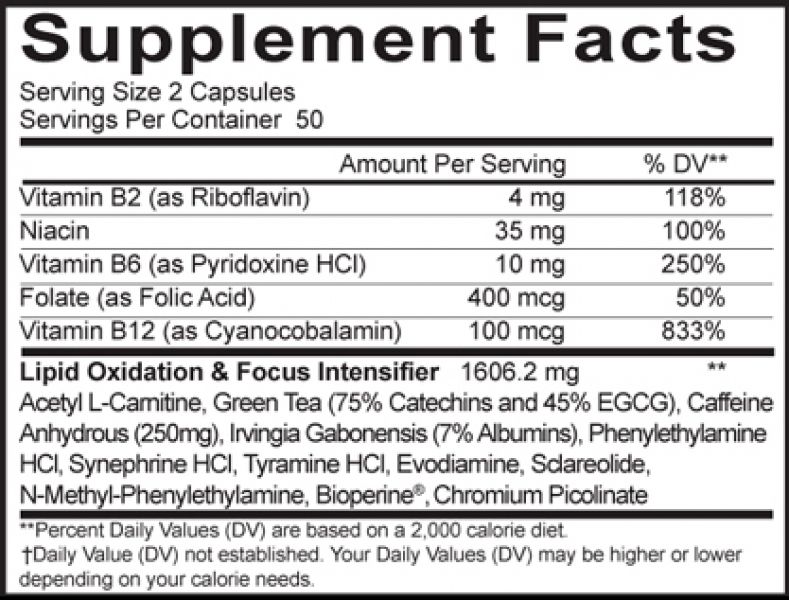 Supplement Facts
Serving Size 2 Capsules
Servings Per Container 50
Amount Per Serving % DV**
Vitamin B2 (as Riboflavin) 4 mg 118%
Niacin 35 mg 100%
Vitamin B6 (as Pyridoxine HCl) 10 mg 250%
Folate (as Folic Acid) 400 mcg 50%
Vitamin B12 (as Cyanocobalamin) 100 mcg 833%
Lipid Oxidation & Focus Intensifier 1606.2 mg **
Acetyl L-Carnitine, Green Tea (75% Catechins and 45% EGCG), Caffeine
Anhydrous (250mg), Irvingia Gabonensis (7% Albumins), Phenylethylamine
HCl, Synephrine HCl, Tyramine HCl, Evodiamine, Sclareolide,
N-Methyl-Phenylethylamine, Bioperine®, Chromium Picolinate
**Percent Daily Values (DV) are based on a 2,000 calorie diet.
†Daily Value (DV) not established. Your Daily Values (DV) may be higher or lower
depending on your calorie needs.